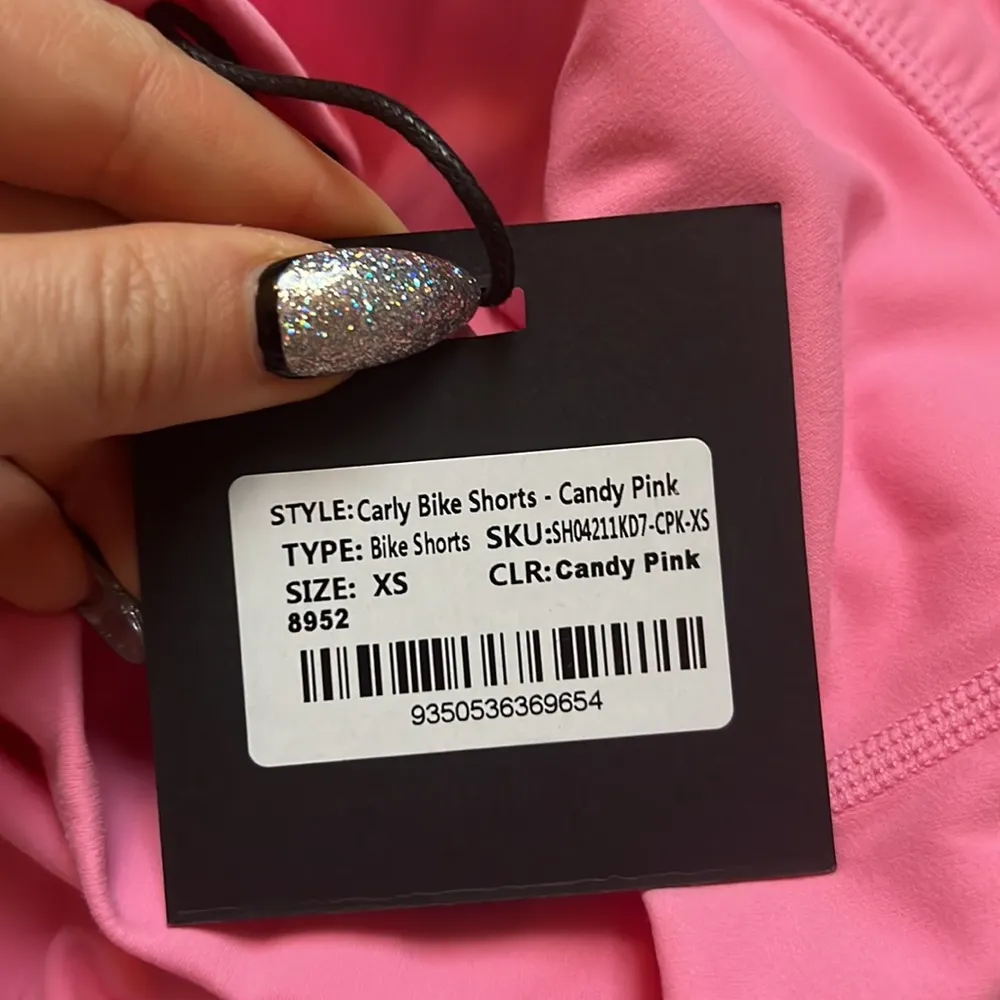 STYLE: Carly Bike Shorts - Candy Pink
TYPE: Bike Shorts SKU:SH04211KD7-CPK-XS
SIZE: XS CLR: Candy Pink
8952
9350536369654